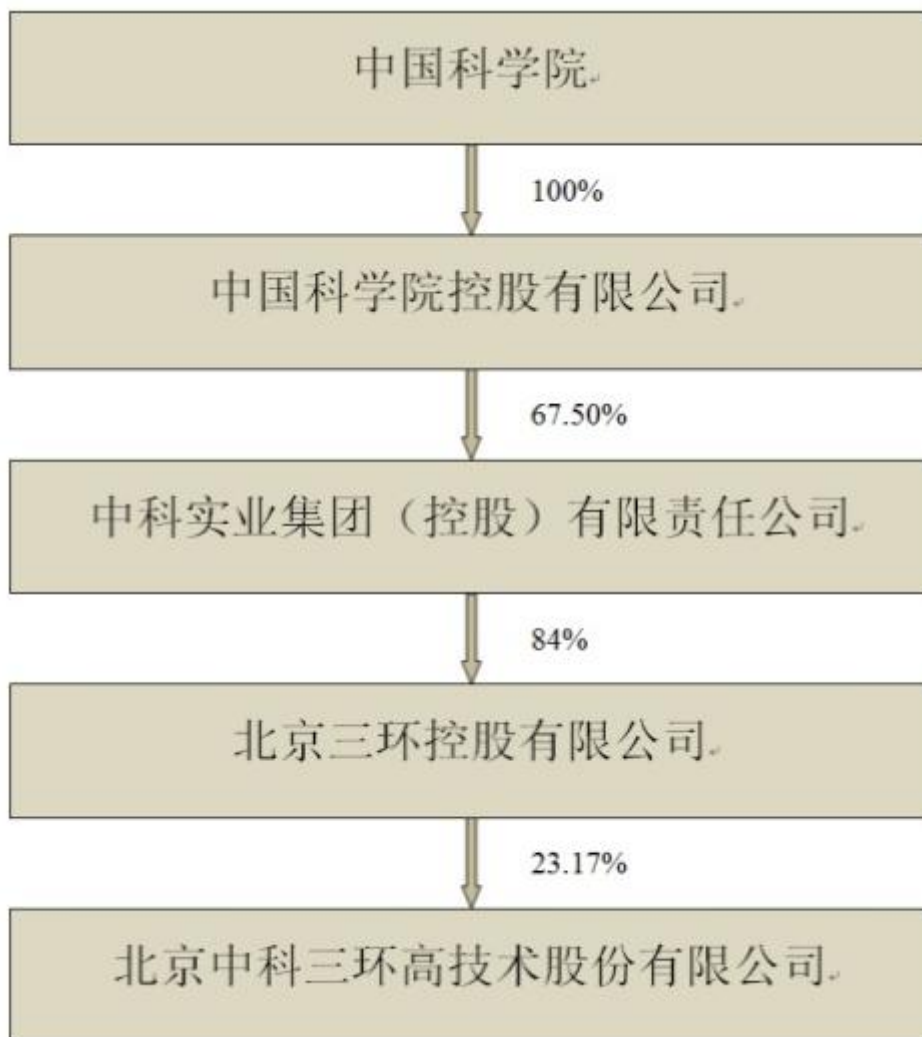 中国科学院
100%
中国科学院控股有限公司
67.50%
中科实业集团（控股）有限责任公司
84%
北京三环控股有限公司
23.17%
北京中科三环高技术股份有限公司